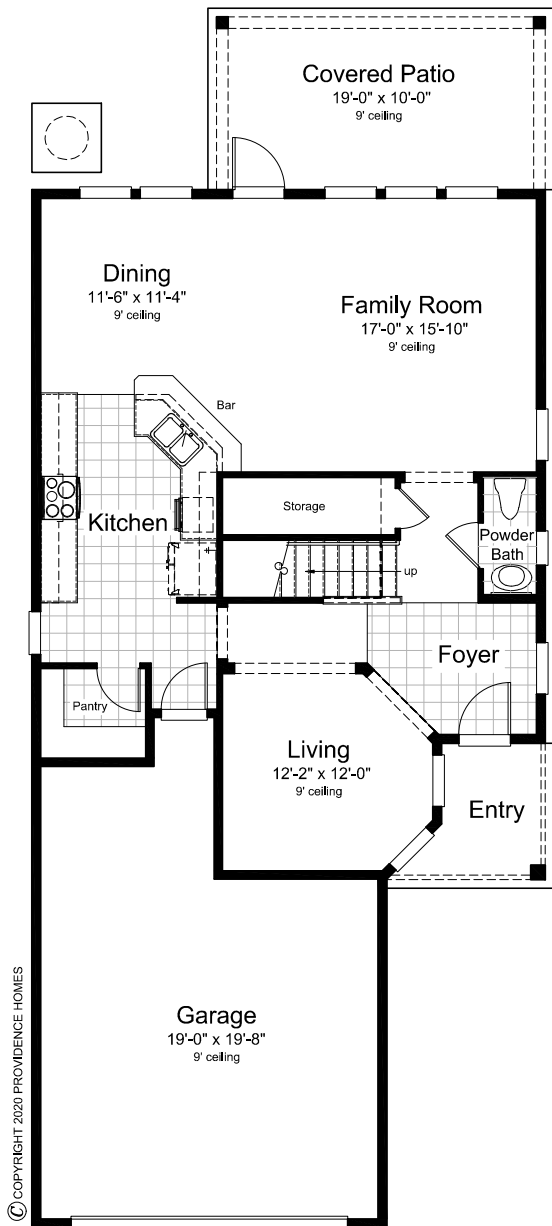 Covered Patio
19'-0" x 10'-0"
9' ceiling
Dining
11'-6" x 11'-4"
9' ceiling
Family Room
17'-0" x 15'-10"
9' ceiling
Bar
Kitchen
Storage
Powder
Bath
up
Foyer
Pantry
Living
12'-2" x 12'-0"
9' ceiling
Entry
Garage
19'-0" x 19'-8"
9' ceiling
© COPYRIGHT 2020 PROVIDENCE HOMES